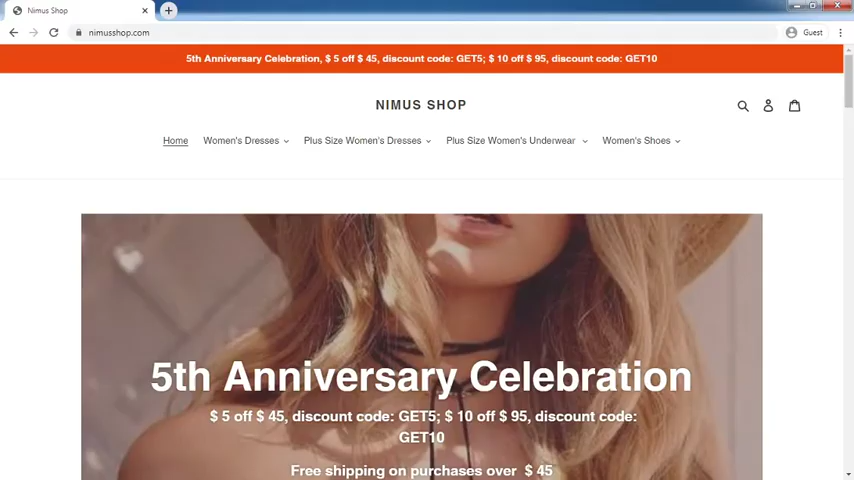 Nimus Shop
nimusshop.com
Guest
5th Anniversary Celebration, $ 5 off $ 45, discount code: GET5; $ 10 off $ 95, discount code: GET10
NIMUS SHOP
Home Women's Dresses Plus Size Women's Dresses Plus Size Women's Underwear Women's Shoes
5th Anniversary Celebration
$ 5 off $ 45, discount code: GET5; $ 10 off $ 95, discount code:
GET10
Free shipping on purchases over $ 45